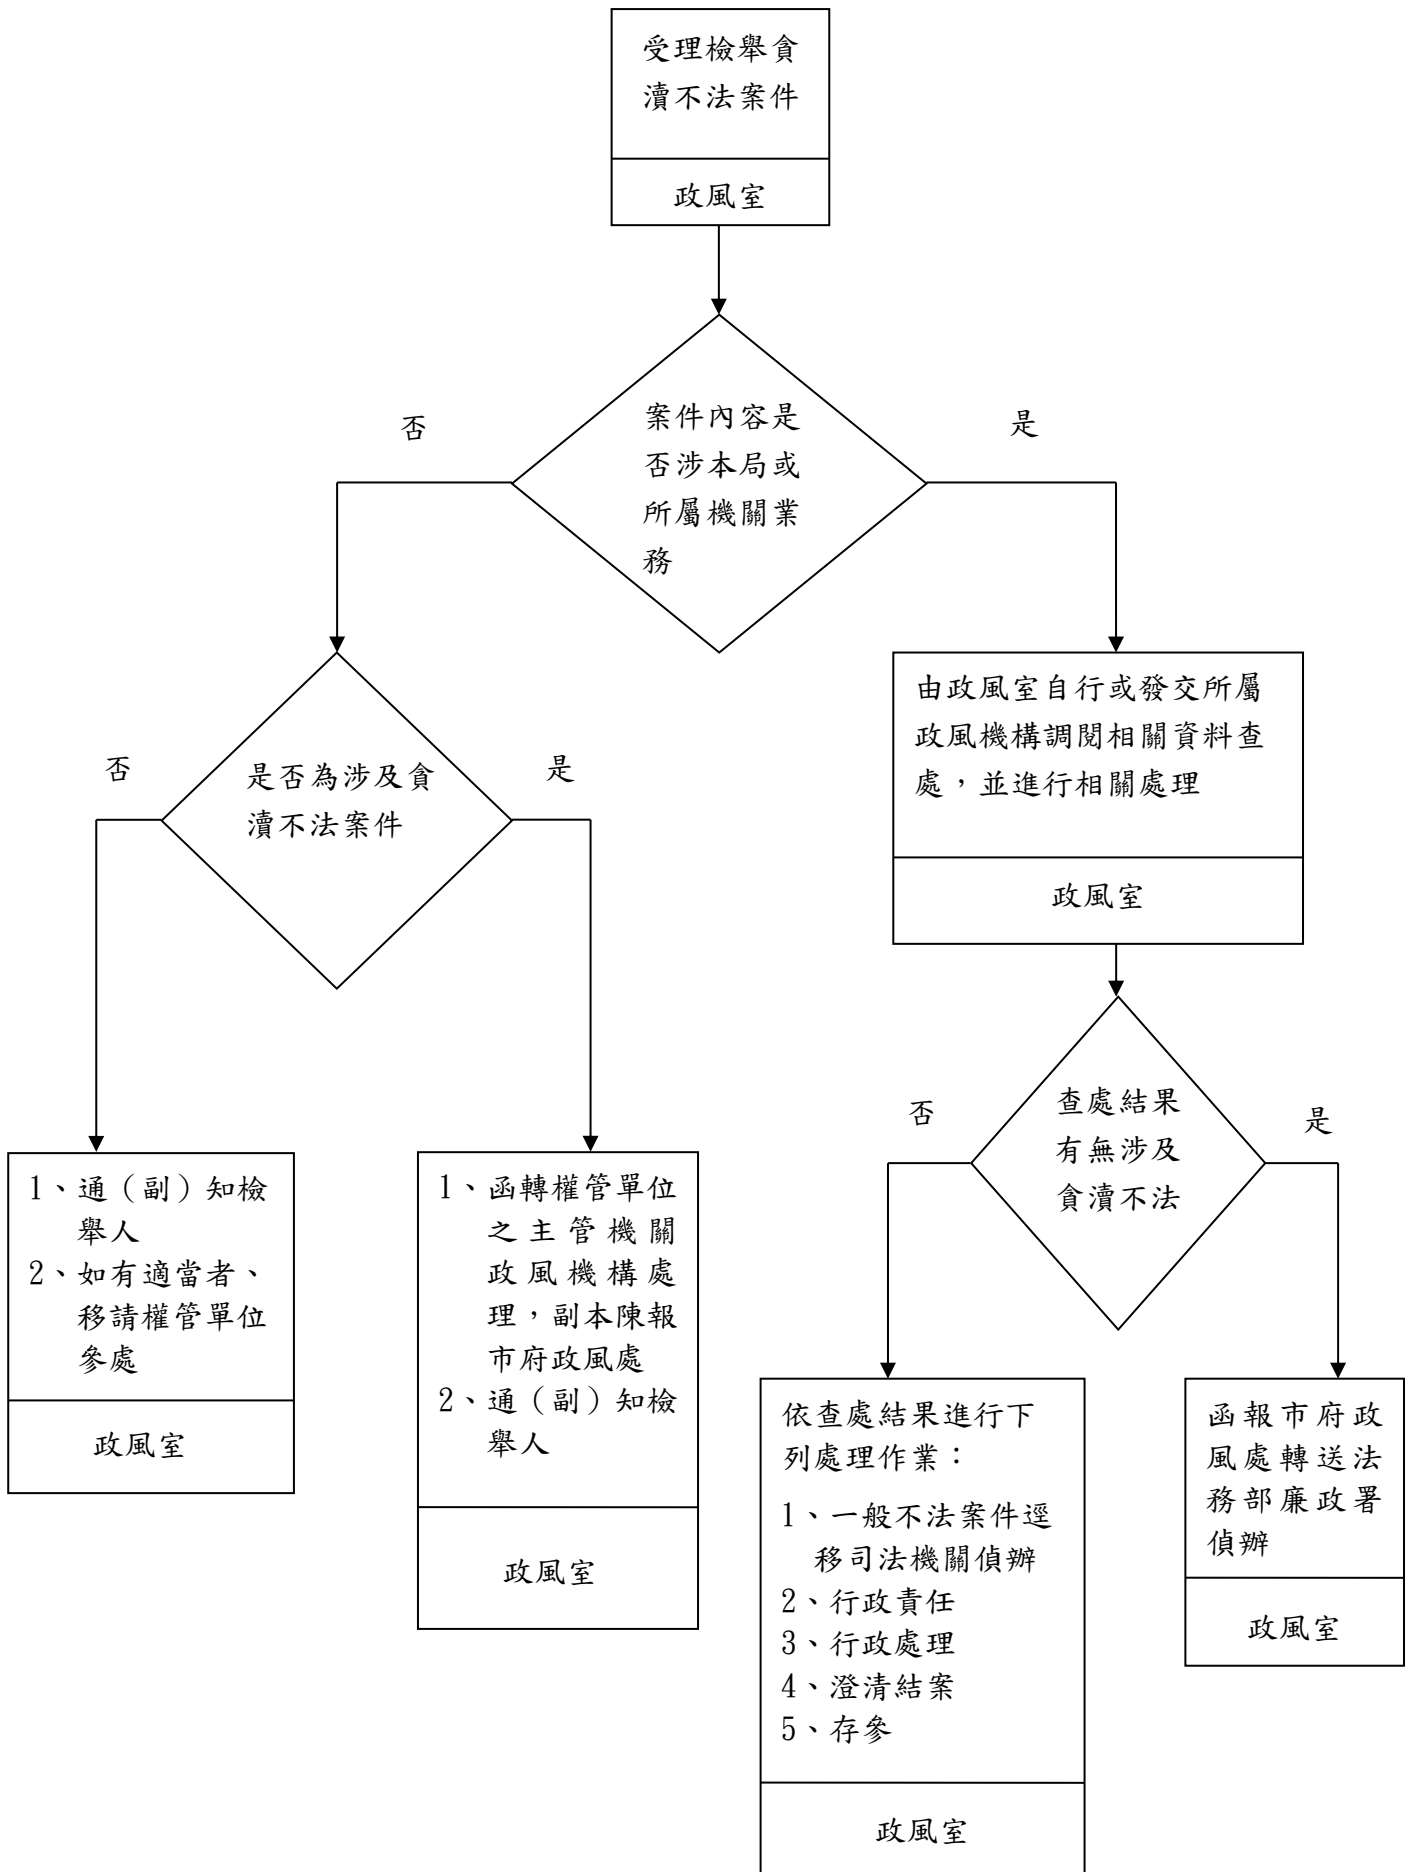 受理檢舉貪
瀆不法案件
政風室
案件內容是
否涉本局或
所屬機關業
務
否
是
由政風室自行或發交所屬
政風機構調閱相關資料查
處，並進行相關處理
政風室
是否為涉及貪
瀆不法案件
否
是
查處結果
有無涉及
貪瀆不法
否
是
1、通（副）知檢
舉人
2、如有適當者、
移請權管單位
參處
政風室
1、函轉權管單位
之主管機關
政風機構處
理，副本陳報
市府政風處
2、通（副）知檢
舉人
政風室
依查處結果進行下
列處理作業：
1、一般不法案件逕
移司法機關偵辦
2、行政責任
3、行政處理
4、澄清結案
5、存參
政風室
函報市府政
風處轉送法
務部廉政署
偵辦
政風室